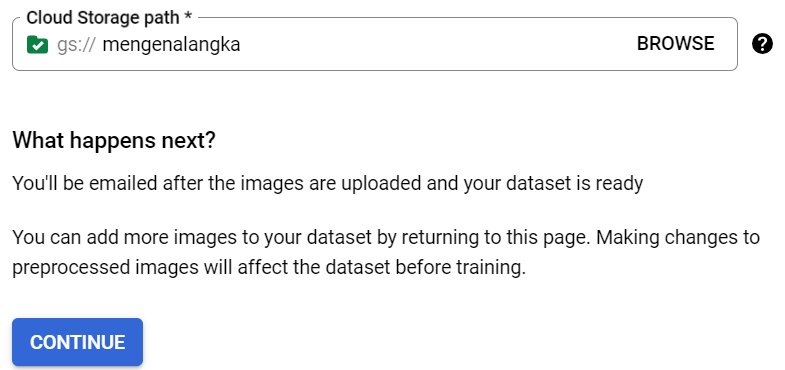 Cloud Storage path *
gs:// mengenalangka BROWSE
What happens next?
You'll be emailed after the images are uploaded and your dataset is ready
You can add more images to your dataset by returning to this page. Making changes to
preprocessed images will affect the dataset before training.
CONTINUE